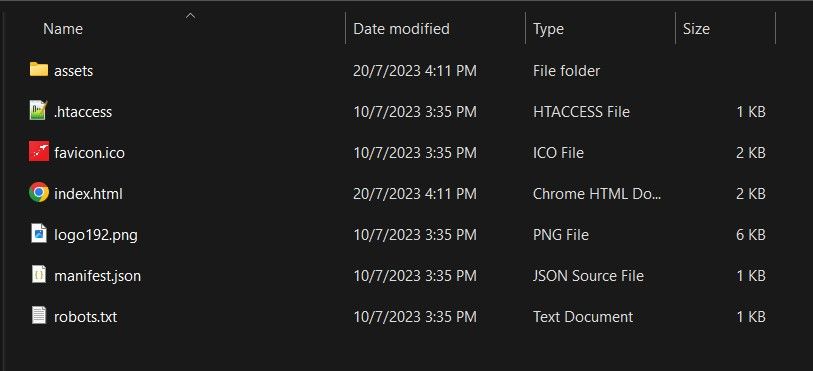 Name Date modified Type Size
assets 20/7/2023 4:11 PM File folder
.htaccess 10/7/2023 3:35 PM HTACCESS File 1 KB
favicon.ico 10/7/2023 3:35 PM ICO File 2 KB
index.html 20/7/2023 4:11 PM Chrome HTML Do... 2 KB
logo192.png 10/7/2023 3:35 PM PNG File 6 KB
manifest.json 10/7/2023 3:35 PM JSON Source File 1 KB
robots.txt 10/7/2023 3:35 PM Text Document 1 KB